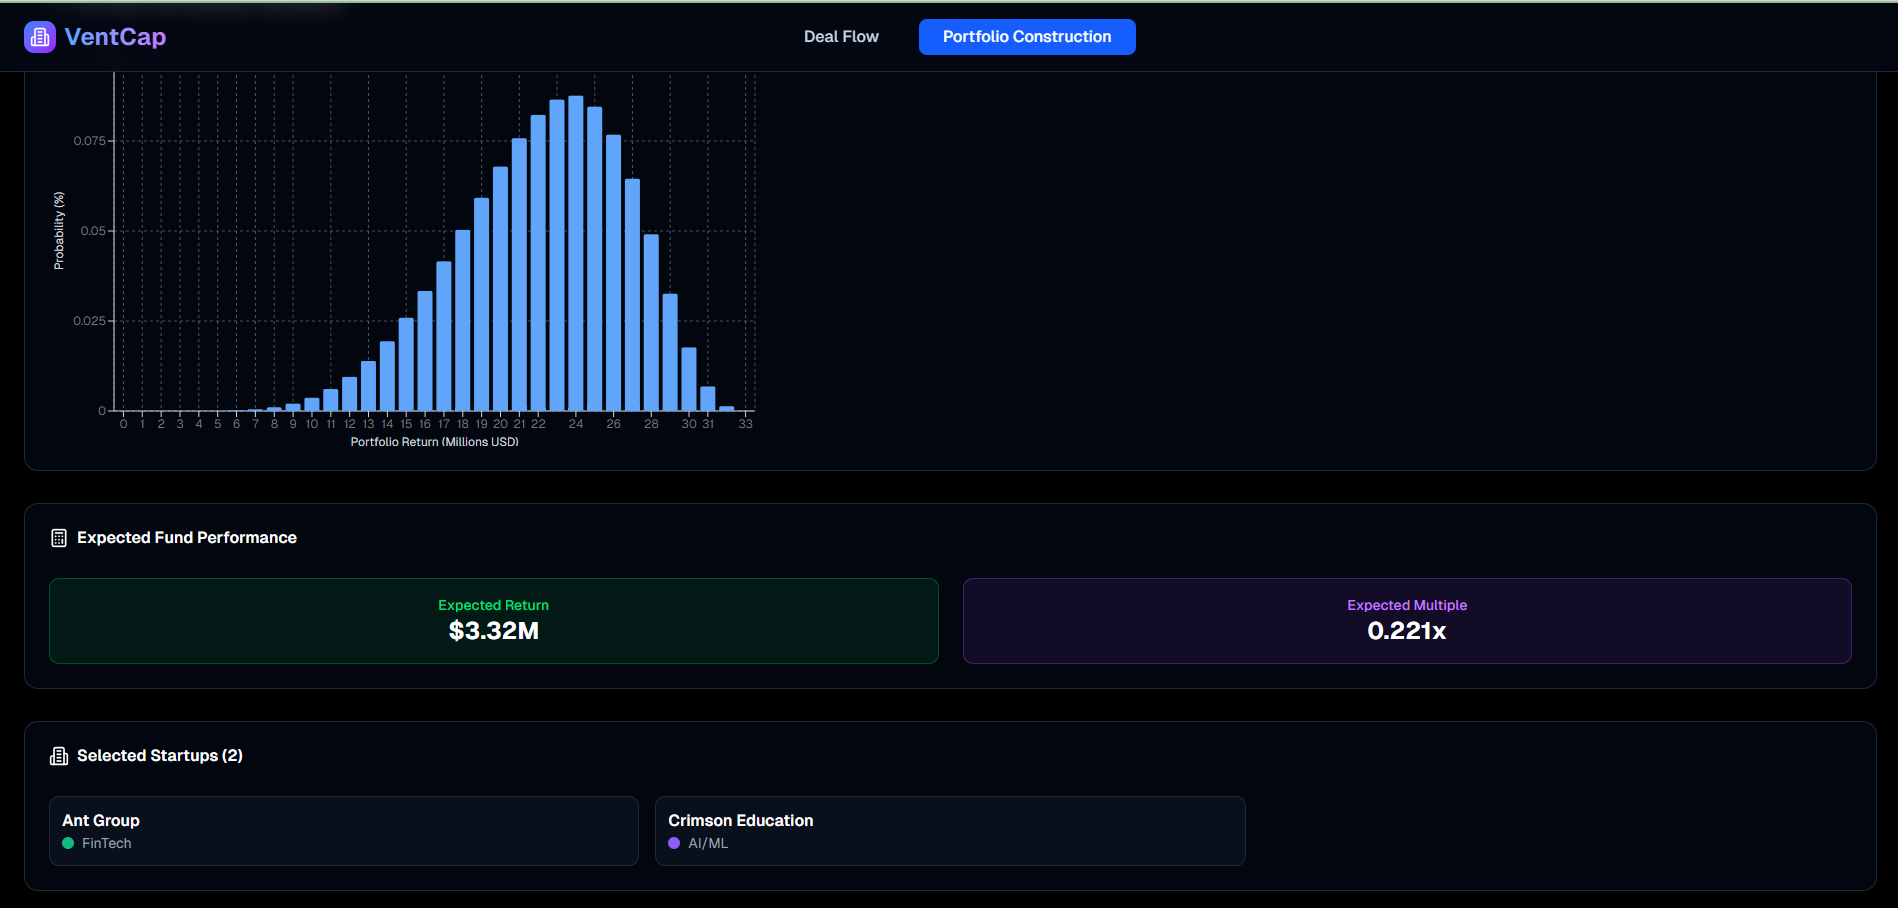 VentCap
Deal Flow
Portfolio Construction
0.075
0.05
0.025
0
Probability (%)
0 1 2 3 4 5 6 7 8 9 10 11 12 13 14 15 16 17 18 19 20 21 22 24 26 28 30 31 33
Portfolio Return (Millions USD)
Expected Fund Performance
Expected Return
$3.32M
Expected Multiple
0.221x
Selected Startups (2)
Ant Group
FinTech
Crimson Education
AI/ML